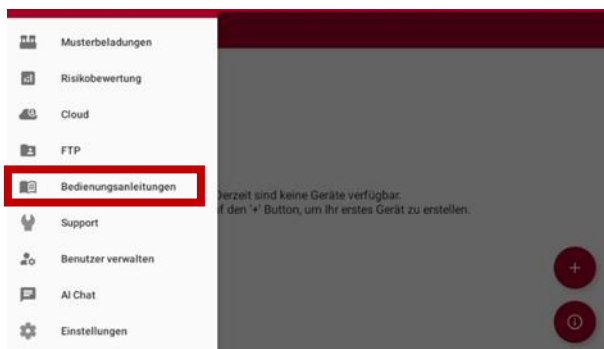 Musterbeladungen
Risikobewertung
Cloud
FTP
Bedienungsanleitungen
Derzeit sind keine Geräte verfügbar.
f den '+' Button, um Ihr erstes Gerät zu erstellen.
Support
Benutzer verwalten
AI Chat
Einstellungen